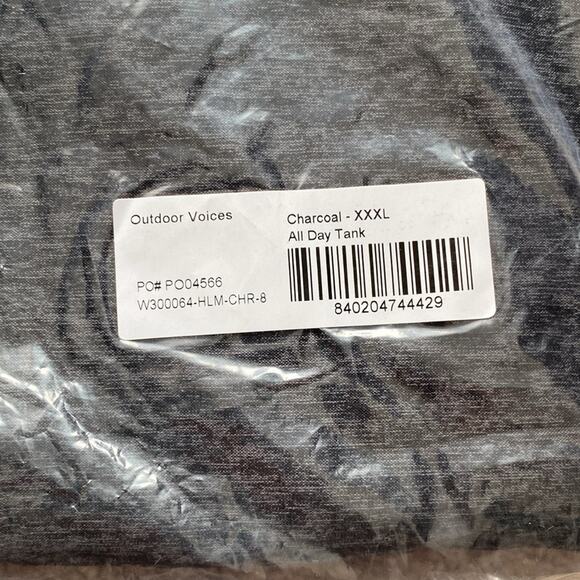 Outdoor Voices
PO# PO04566
W300064-HLM-CHR-8
Charcoal - XXXL
All Day Tank
840204744429